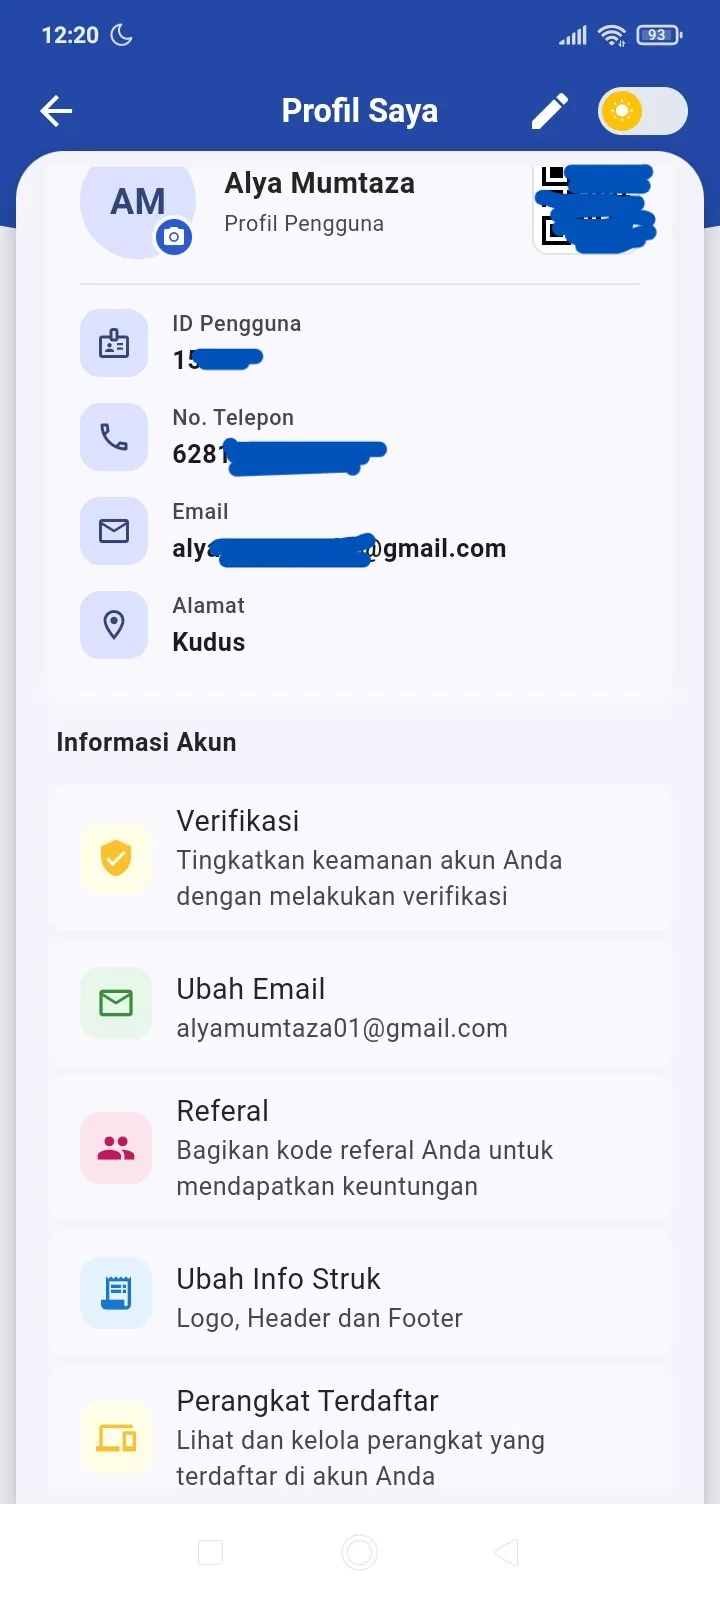 12:20
93
Profil Saya
AM
Alya Mumtaza
Profil Pengguna
ID Pengguna
15
No. Telepon
6281
Email
alya @gmail.com
Alamat
Kudus
Informasi Akun
Verifikasi
Tingkatkan keamanan akun Anda
dengan melakukan verifikasi
Ubah Email
alyamumtaza01@gmail.com
Referal
Bagikan kode referal Anda untuk
mendapatkan keuntungan
Ubah Info Struk
Logo, Header dan Footer
Perangkat Terdaftar
Lihat dan kelola perangkat yang
terdaftar di akun Anda